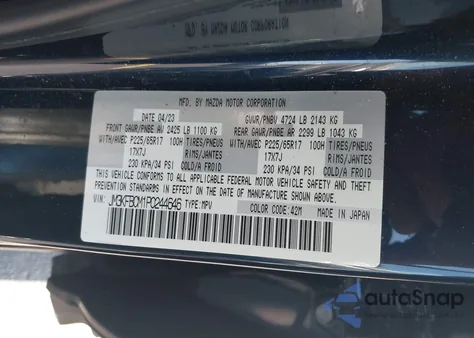 MFD. BY MAZDA MOTOR CORPORATION
DATE 04/23 GVWR/PNBV 4724 LB 2143 KG
FRONT GAWR/PNBE AV 2425 LB 1100 KG REAR GAWR/PNBE AR 2299 LB 1043 KG
WITH/AVEC P225/65R17 100H TIRES/PNEUS WITH/AVEC P225/65R17 100H TIRES/PNEUS
17X7J RIMS/JANTES 17X7J RIMS/JANTES
230 KPA/34 PSI COLD/A FROID 230 KPA/34 PSI COLD/A FROID
THIS VEHICLE CONFORMS TO ALL APPLICABLE FEDERAL MOTOR VEHICLE SAFETY
STANDARDS IN EFFECT ON THE DATE OF MANUFACTURE SHOWN ABOVE.
VIN: JM3KFBCM1P0244646 TYPE: MPV COLOR CODE: 42M MADE IN JAPAN
autoSnap